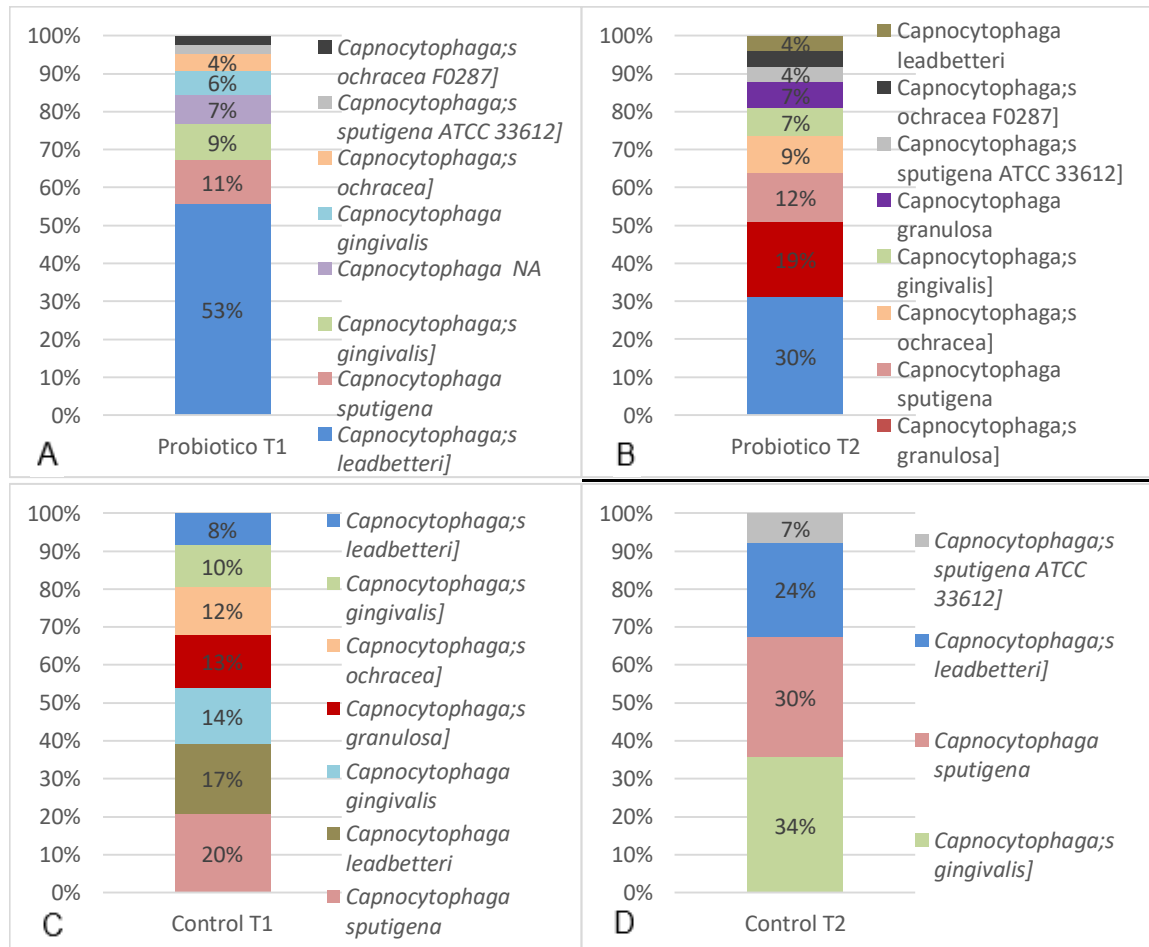 100%
90%
80%
70%
60%
50%
40%
30%
20%
10%
0%
4%
6%
7%
9%
11%
53%
Probiotico T1
A
Capnocytophaga;s
ochracea F0287]
Capnocytophaga;s
sputigena ATCC 33612]
Capnocytophaga;s
ochracea]
Capnocytophaga
gingivalis
Capnocytophaga NA
Capnocytophaga;s
gingivalis]
Capnocytophaga
sputigena
Capnocytophaga;s
leadbetteri]
100%
90%
80%
70%
60%
50%
40%
30%
20%
10%
0%
4%
4%
7%
7%
9%
12%
19%
30%
Probiotico T2
B
Capnocytophaga
leadbetteri
Capnocytophaga;s
ochracea F0287]
Capnocytophaga;s
sputigena ATCC 33612]
Capnocytophaga
granulosa
Capnocytophaga;s
gingivalis]
Capnocytophaga;s
ochracea]
Capnocytophaga
sputigena
Capnocytophaga;s
granulosa]
100%
90%
80%
70%
60%
50%
40%
30%
20%
10%
0%
8%
10%
12%
13%
14%
17%
20%
Control T1
C
Capnocytophaga;s
leadbetteri]
Capnocytophaga;s
gingivalis]
Capnocytophaga;s
ochracea]
Capnocytophaga;s
granulosa]
Capnocytophaga
gingivalis
Capnocytophaga
leadbetteri
Capnocytophaga
sputigena
100%
90%
80%
70%
60%
50%
40%
30%
20%
10%
0%
7%
24%
30%
34%
Control T2
D
Capnocytophaga;s
sputigena ATCC
33612]
Capnocytophaga;s
leadbetteri]
Capnocytophaga
sputigena
Capnocytophaga;s
gingivalis]